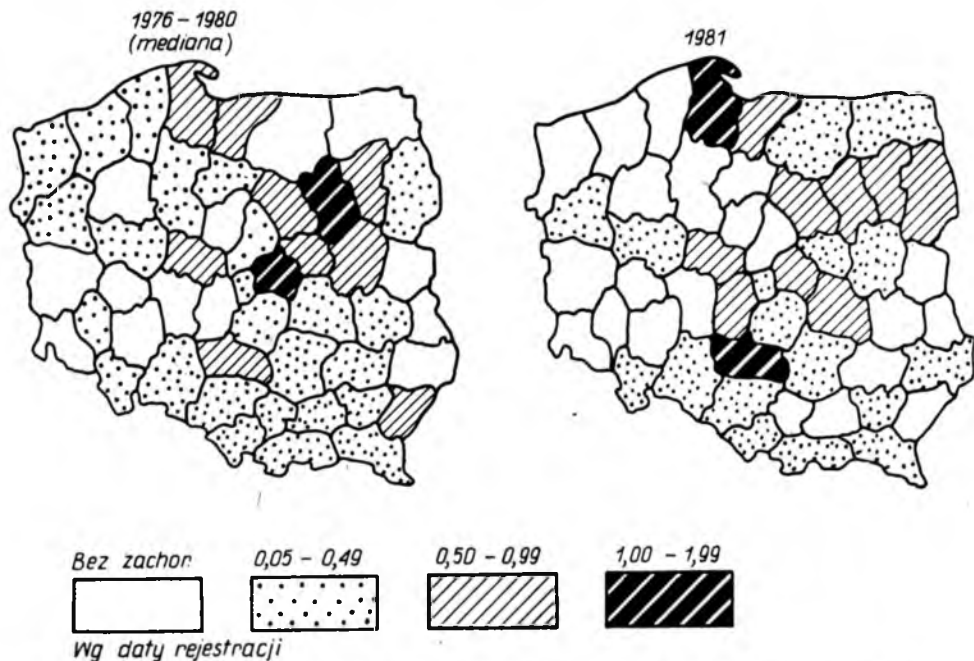 1976 – 1980
(mediana)
1981
Bez zachor.
0,05 – 0,49
0,50 – 0,99
1,00 – 1,99
Wg daty rejestracji